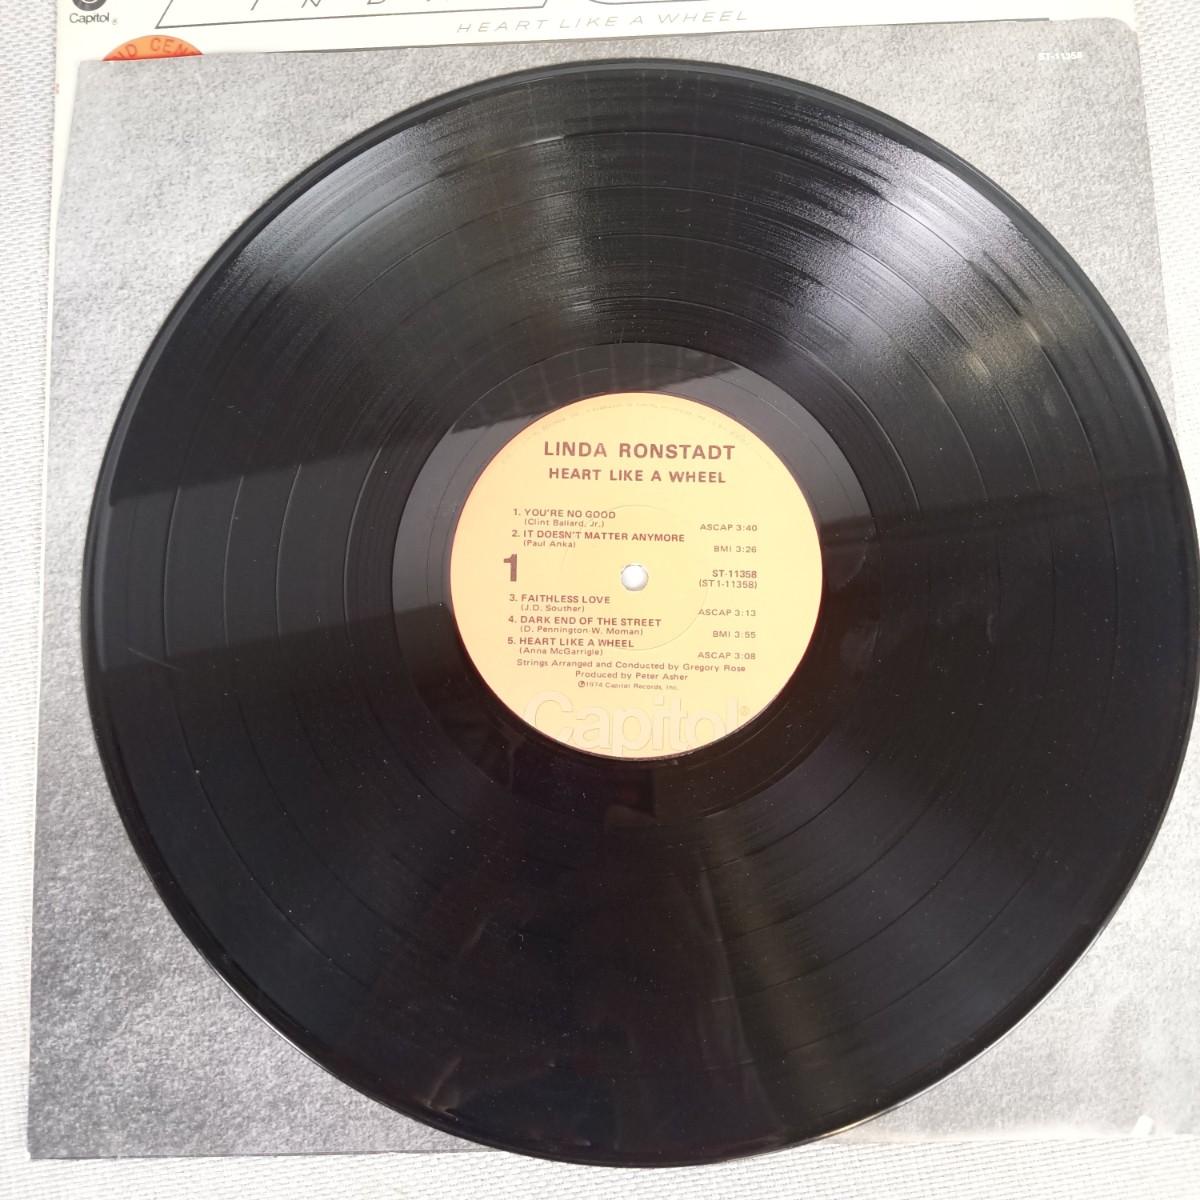 Capitol®
HEART LIKE A WHEEL
ST-11358
LINDA RONSTADT
HEART LIKE A WHEEL
1. YOU'RE NO GOOD
(Clint Ballard, Jr.)
ASCAP 3:40
2. IT DOESN'T MATTER ANYMORE
(Paul Anka)
BMI 3:26
1
ST-11358
(ST1-11358)
3. FAITHLESS LOVE
(J.D. Souther)
ASCAP 3:13
4. DARK END OF THE STREET
(D. Pennington-W. Moman)
BMI 3:55
5. HEART LIKE A WHEEL
(Anna McGarrigle)
ASCAP 3:08
Strings Arranged and Conducted by Gregory Rose
Produced by Peter Asher
℗1974 Capitol Records, Inc.
Capitol®